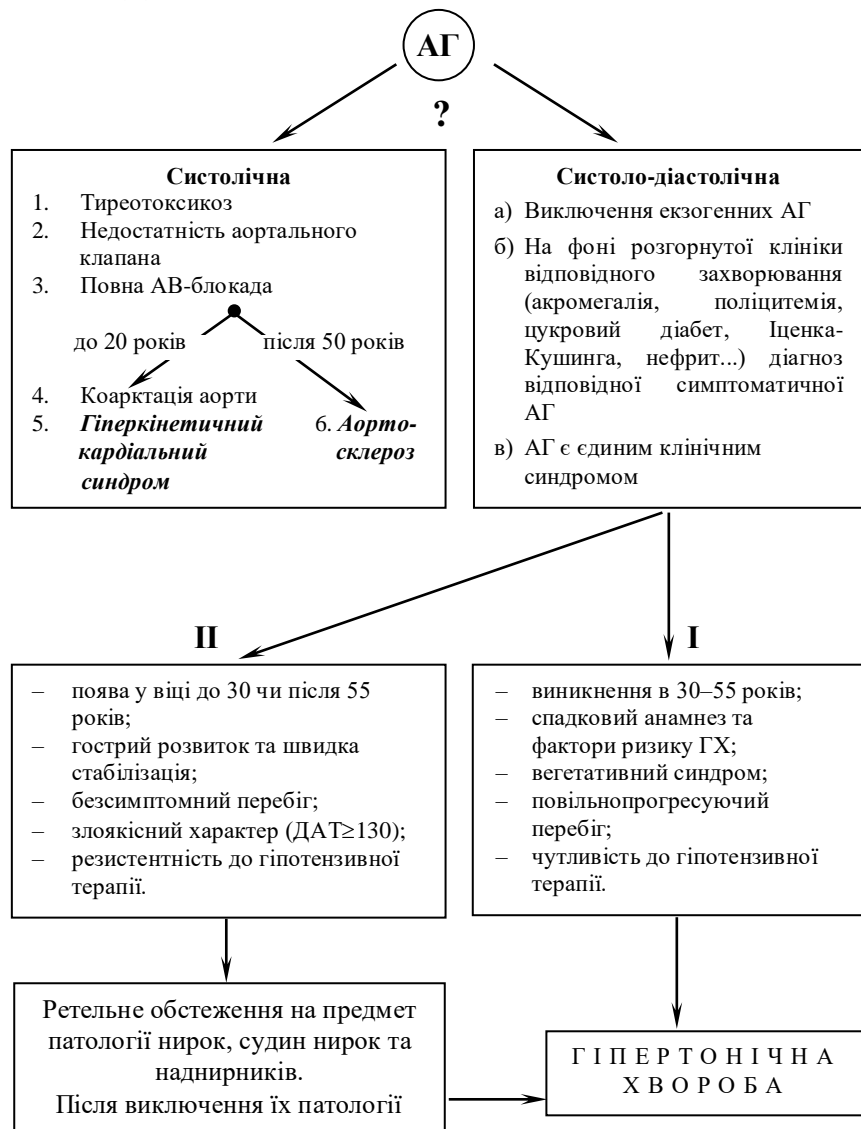 АГ
?
Систолічна
1. Тиреотоксикоз
2. Недостатність аортального
клапана
3. Повна АВ-блокада
до 20 років після 50 років
4. Коарктація аорти
5. Гіперкінетичний
кардіальний
синдром
6. Аорто-
склероз
Систоло-діастолічна
а) Виключення екзогенних АГ
б) На фоні розгорнутої клініки
відповідного захворювання
(акромегалія, поліцитемія,
цукровий діабет, Іценка-
Кушинга, нефрит...) діагноз
відповідної симптоматичної
АГ
в) АГ є єдиним клінічним
синдромом
II
– поява у віці до 30 чи після 55
років;
– гострий розвиток та швидка
стабілізація;
– безсимптомний перебіг;
– злоякісний характер (ДАТ≥130);
– резистентність до гіпотензивної
терапії.
I
– виникнення в 30–55 років;
– спадковий анамнез та
фактори ризику ГХ;
– вегетативний синдром;
– повільнопрогресуючий
перебіг;
– чутливість до гіпотензивної
терапії.
Ретельне обстеження на предмет
патології нирок, судин нирок та
наднирників.
Після виключення їх патології
Г І П Е Р Т О Н І Ч Н А
Х В О Р О Б А